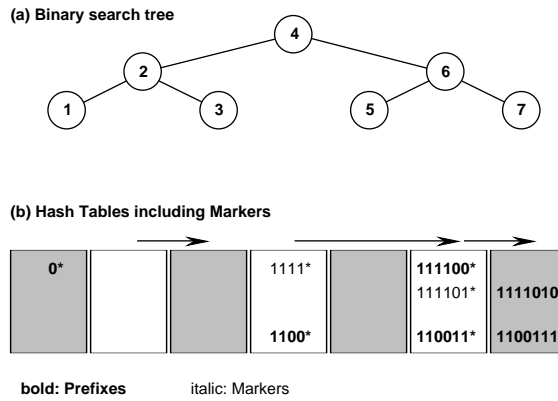 (a) Binary search tree
4
2 6
1 3 5 7
(b) Hash Tables including Markers
0* 1111* 111100*
111101* 1111010
1100* 110011* 1100111
bold: Prefixes italic: Markers